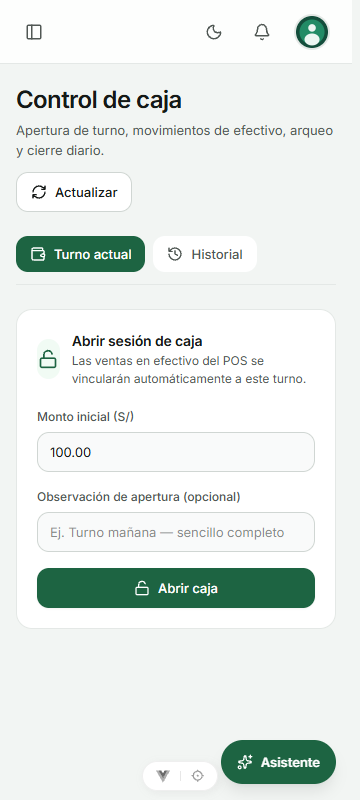 Control de caja
Apertura de turno, movimientos de efectivo, arqueo
y cierre diario.
Actualizar
Turno actual
Historial
Abrir sesión de caja
Las ventas en efectivo del POS se
vincularán automáticamente a este turno.
Monto inicial (S/)
100.00
Observación de apertura (opcional)
Ej. Turno mañana — sencillo completo
Abrir caja
Asistente